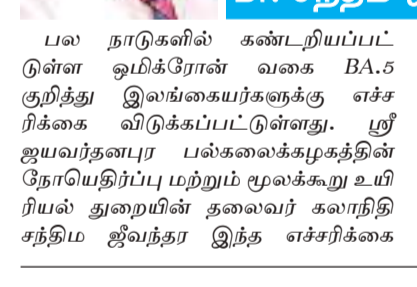 பல நாடுகளில் கண்டறியப்பட்
டுள்ள ஒமிக்ரோன் வகை BA.5
குறித்து இலங்கையர்களுக்கு எச்ச
ரிக்கை விடுக்கப்பட்டுள்ளது. ஸ்ரீ
ஜயவர்தனபுர பல்கலைக்கழகத்தின்
நோயெதிர்ப்பு மற்றும் மூலக்கூறு உயி
ரியல் துறையின் தலைவர் கலாநிதி
சந்திம ஜீவந்தர இந்த எச்சரிக்கை